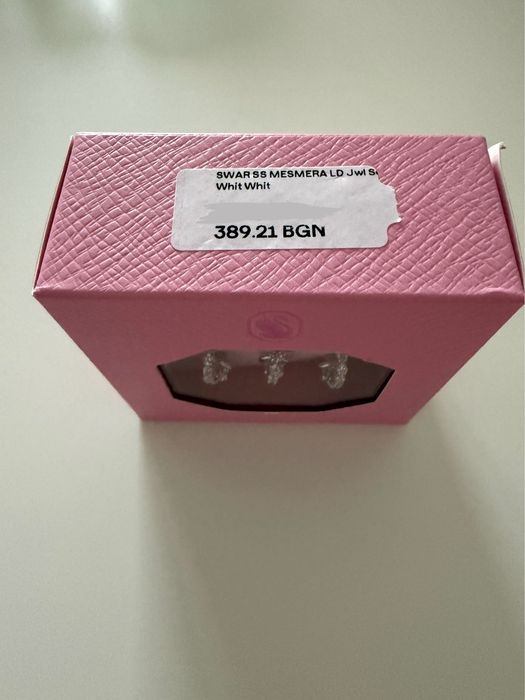 SWAR SS MESMERA LD Jwl S
Whit Whit
389.21 BGN